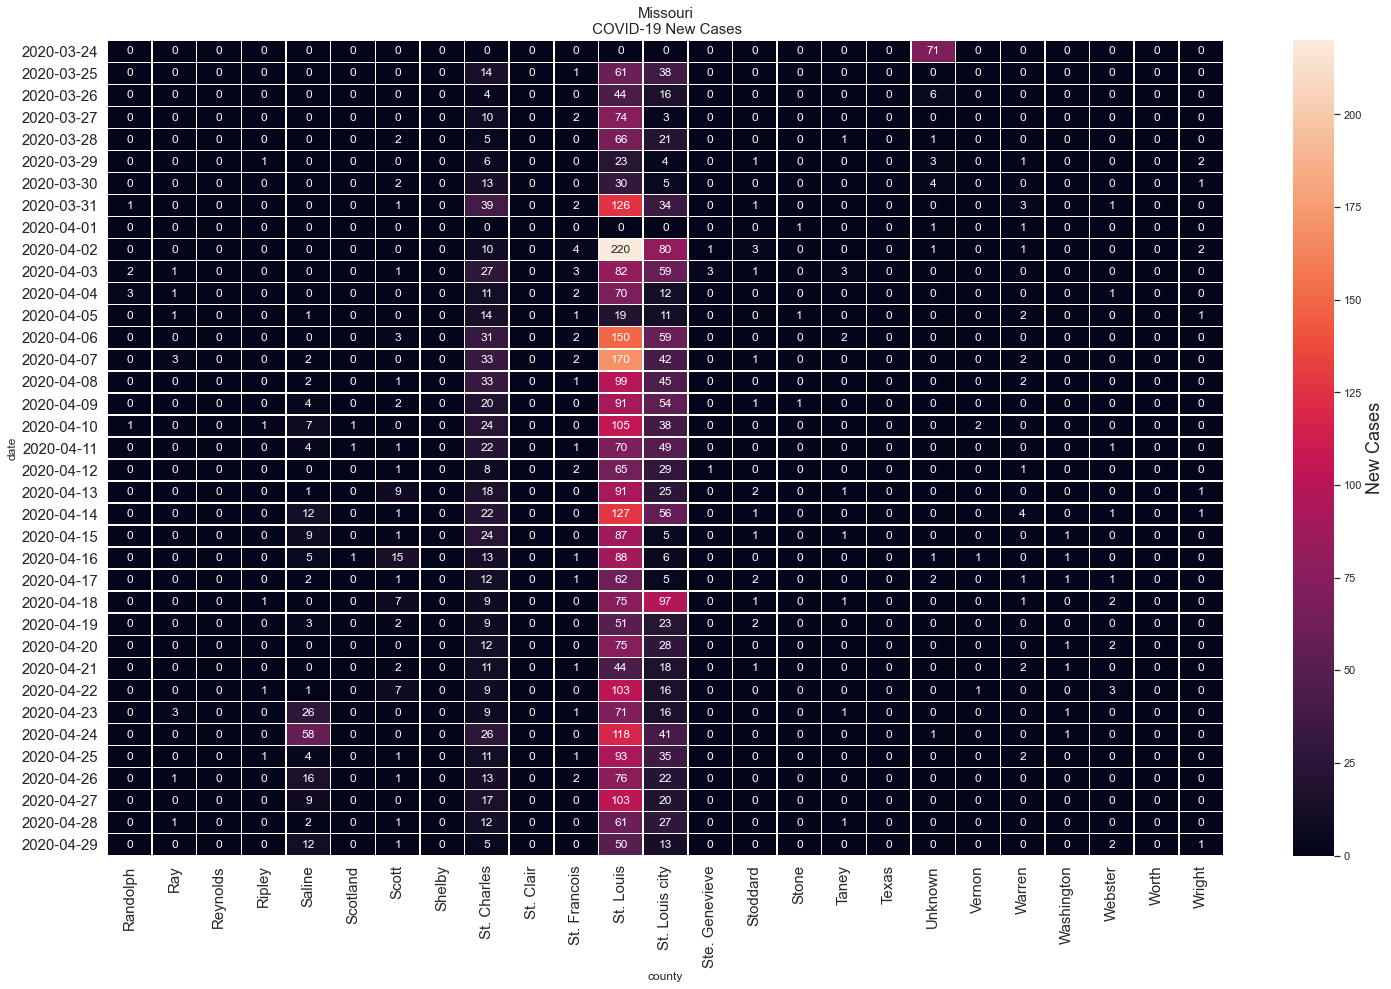 Missouri
COVID-19 New Cases
2020-03-24 0 0 0 0 0 0 0 0 0 0 0 0 0 0 0 0 0 0 71 0 0 0 0 0 0
2020-03-25 0 0 0 0 0 0 0 0 14 0 1 61 38 0 0 0 0 0 0 0 0 0 0 0 0
2020-03-26 0 0 0 0 0 0 0 0 4 0 0 44 16 0 0 0 0 0 6 0 0 0 0 0 0
2020-03-27 0 0 0 0 0 0 0 0 10 0 2 74 3 0 0 0 0 0 0 0 0 0 0 0 0
2020-03-28 0 0 0 0 0 0 2 0 5 0 0 66 21 0 0 0 1 0 1 0 0 0 0 0 0
2020-03-29 0 0 0 1 0 0 0 0 6 0 0 23 4 0 1 0 0 0 3 0 1 0 0 0 2
2020-03-30 0 0 0 0 0 0 2 0 13 0 0 30 5 0 0 0 0 0 4 0 0 0 0 0 1
2020-03-31 1 0 0 0 0 0 1 0 39 0 2 126 34 0 1 0 0 0 0 0 3 0 1 0 0
2020-04-01 0 0 0 0 0 0 0 0 0 0 0 0 0 0 0 1 0 0 1 0 1 0 0 0 0
2020-04-02 0 0 0 0 0 0 0 0 10 0 4 220 80 1 3 0 0 0 1 0 1 0 0 0 2
2020-04-03 2 1 0 0 0 0 1 0 27 0 3 82 59 3 1 0 3 0 0 0 0 0 0 0 0
2020-04-04 3 1 0 0 0 0 0 0 11 0 2 70 12 0 0 0 0 0 0 0 0 0 1 0 0
2020-04-05 0 1 0 0 1 0 0 0 14 0 1 19 11 0 0 1 0 0 0 0 2 0 0 0 1
2020-04-06 0 0 0 0 0 0 3 0 31 0 2 150 59 0 0 0 2 0 0 0 0 0 0 0 0
2020-04-07 0 3 0 0 2 0 0 0 33 0 2 170 42 0 1 0 0 0 0 0 2 0 0 0 0
2020-04-08 0 0 0 0 2 0 1 0 33 0 1 99 45 0 0 0 0 0 0 0 2 0 0 0 0
2020-04-09 0 0 0 0 4 0 2 0 20 0 0 91 54 0 1 1 0 0 0 0 0 0 0 0 0
2020-04-10 1 0 0 1 7 1 0 0 24 0 0 105 38 0 0 0 0 0 0 2 0 0 0 0 0
2020-04-11 0 0 0 0 4 1 1 0 22 0 1 70 49 0 0 0 0 0 0 0 0 0 1 0 0
2020-04-12 0 0 0 0 0 0 1 0 8 0 2 65 29 1 0 0 0 0 0 0 1 0 0 0 0
2020-04-13 0 0 0 0 1 0 9 0 18 0 0 91 25 0 2 0 1 0 0 0 0 0 0 0 1
2020-04-14 0 0 0 0 12 0 1 0 22 0 0 127 56 0 1 0 0 0 0 0 4 0 1 0 1
2020-04-15 0 0 0 0 9 0 1 0 24 0 0 87 5 0 1 0 1 0 0 0 0 1 0 0 0
2020-04-16 0 0 0 0 5 1 15 0 13 0 1 88 6 0 0 0 0 0 1 1 0 1 0 0 0
2020-04-17 0 0 0 0 2 0 1 0 12 0 1 62 5 0 2 0 0 0 2 0 1 1 1 0 0
2020-04-18 0 0 0 1 0 0 7 0 9 0 0 75 97 0 1 0 1 0 0 0 1 0 2 0 0
2020-04-19 0 0 0 0 3 0 2 0 9 0 0 51 23 0 2 0 0 0 0 0 0 0 0 0 0
2020-04-20 0 0 0 0 0 0 0 0 12 0 0 75 28 0 0 0 0 0 0 0 0 1 2 0 0
2020-04-21 0 0 0 0 0 0 2 0 11 0 1 44 18 0 1 0 0 0 0 0 2 1 0 0 0
2020-04-22 0 0 0 1 1 0 7 0 9 0 0 103 16 0 0 0 0 0 0 1 0 0 3 0 0
2020-04-23 0 3 0 0 26 0 0 0 9 0 1 71 16 0 0 0 1 0 0 0 0 1 0 0 0
2020-04-24 0 0 0 0 58 0 0 0 26 0 0 118 41 0 0 0 0 0 1 0 0 1 0 0 0
2020-04-25 0 0 0 1 4 0 1 0 11 0 1 93 35 0 0 0 0 0 0 0 2 0 0 0 0
2020-04-26 0 1 0 0 16 0 1 0 13 0 2 76 22 0 0 0 0 0 0 0 0 0 0 0 0
2020-04-27 0 0 0 0 9 0 0 0 17 0 0 103 20 0 0 0 0 0 0 0 0 0 0 0 0
2020-04-28 0 1 0 0 2 0 1 0 12 0 0 61 27 0 0 0 1 0 0 0 0 0 0 0 0
2020-04-29 0 0 0 0 12 0 1 0 5 0 0 50 13 0 0 0 0 0 0 0 0 0 2 0 1
date
Randolph Ray Reynolds Ripley Saline Scotland Scott Shelby St. Charles St. Clair St. Francois St. Louis St. Louis city Ste. Genevieve Stoddard Stone Taney Texas Unknown Vernon Warren Washington Webster Worth Wright
county
200
175
150
125
100
75
50
25
0
New Cases